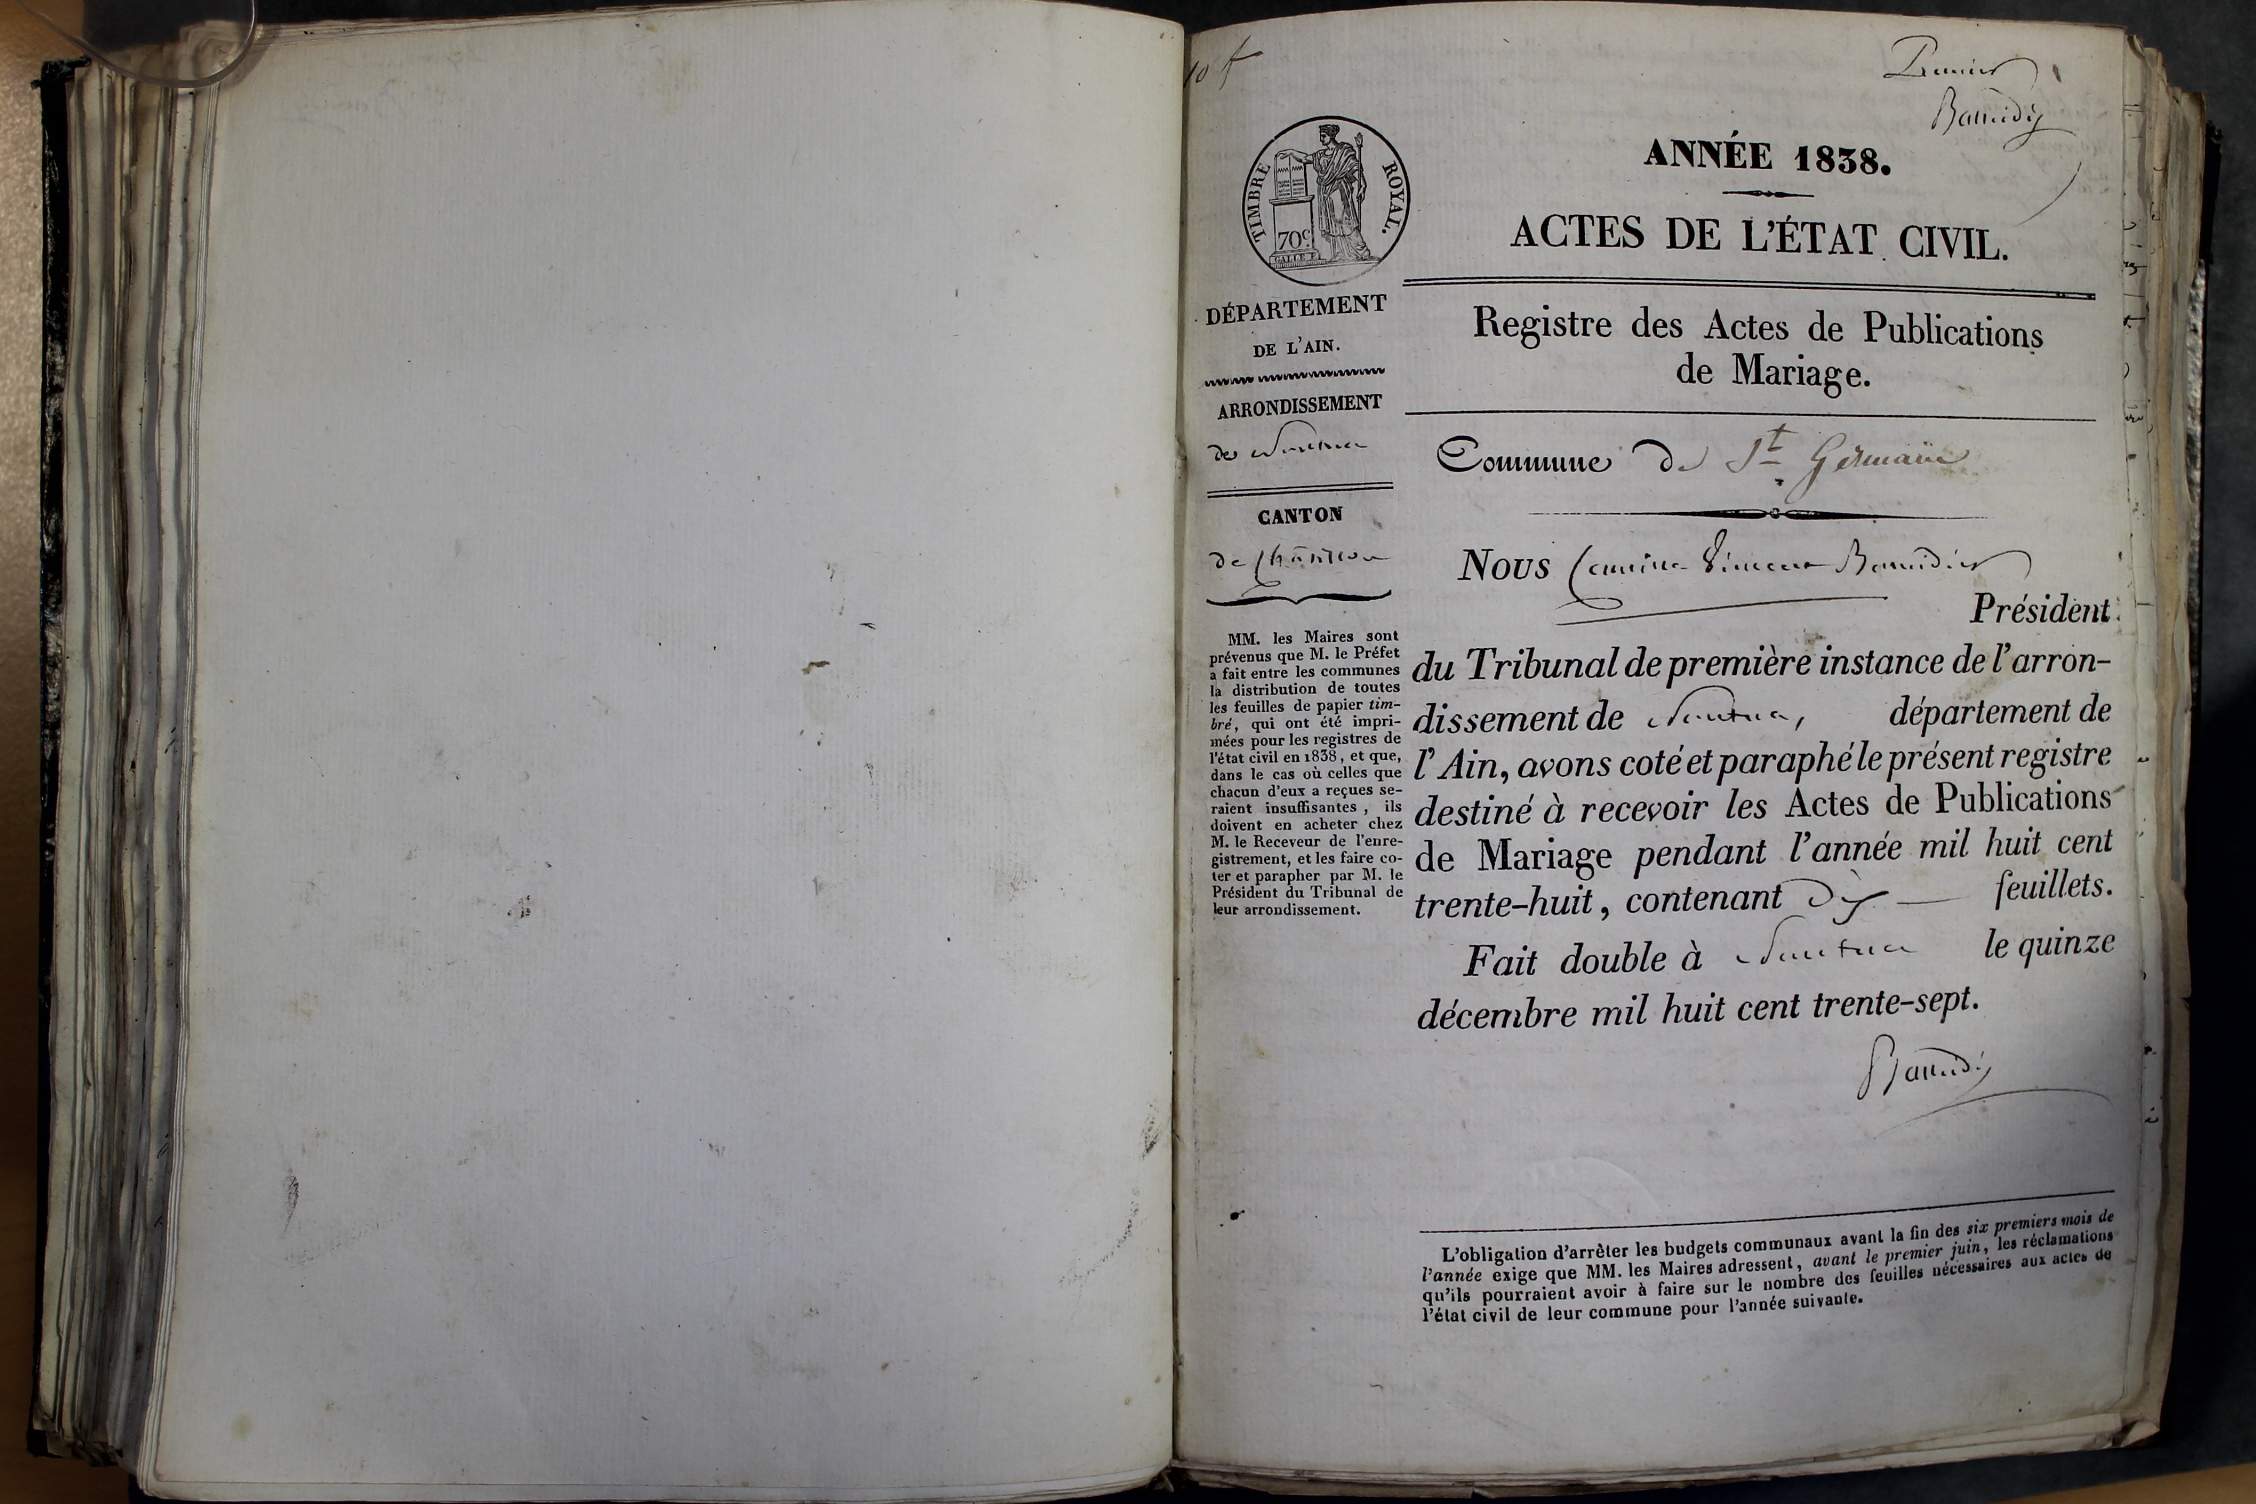 10 f
Premier
Baudier
ANNÉE 1838.
TIMBRE ROYAL.
70c.
GALLE F.
ACTES DE L'ÉTAT CIVIL.
DÉPARTEMENT
DE L'AIN.
ARRONDISSEMENT
de Nantua
CANTON
de Châtillon
MM. les Maires sont
prévenus que M. le Préfet
a fait entre les communes
la distribution de toutes
les feuilles de papier tim-
bré, qui ont été impri-
mées pour les registres de
l'état civil en 1838, et que,
dans le cas où celles que
chacun d'eux a reçues se-
raient insuffisantes, ils
doivent en acheter chez
M. le Receveur de l'enre-
gistrement, et les faire co-
ter et parapher par M. le
Président du Tribunal de
leur arrondissement.
Registre des Actes de Publications
de Mariage.
Commune de St Germain
Nous Vincent
Président
du Tribunal de première instance de l'arron-
dissement de Nantua, département de
l'Ain, avons coté et paraphé le présent registre
destiné à recevoir les Actes de Publications
de Mariage pendant l'année mil huit cent
trente-huit, contenant dix feuillets.
Fait double à Nantua le quinze
décembre mil huit cent trente-sept.
L'obligation d'arrêter les budgets communaux avant la fin des six premiers mois de
l'année exige que MM. les Maires adressent, avant le premier juin, les réclamations
qu'ils pourraient avoir à faire sur le nombre des feuilles nécessaires aux actes de
l'état civil de leur commune pour l'année suivante.